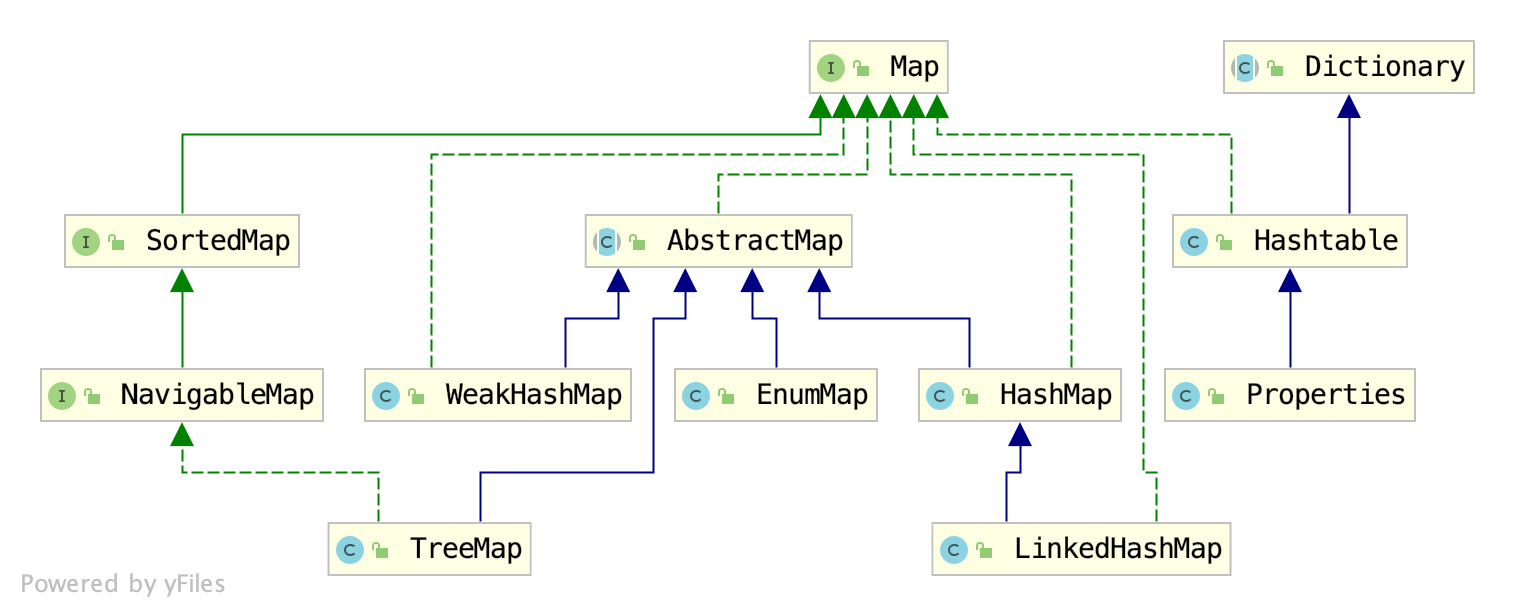 I Map
C Dictionary
I SortedMap
C AbstractMap
C Hashtable
I NavigableMap
C WeakHashMap
C EnumMap
C HashMap
C Properties
C TreeMap
C LinkedHashMap
Powered by yFiles